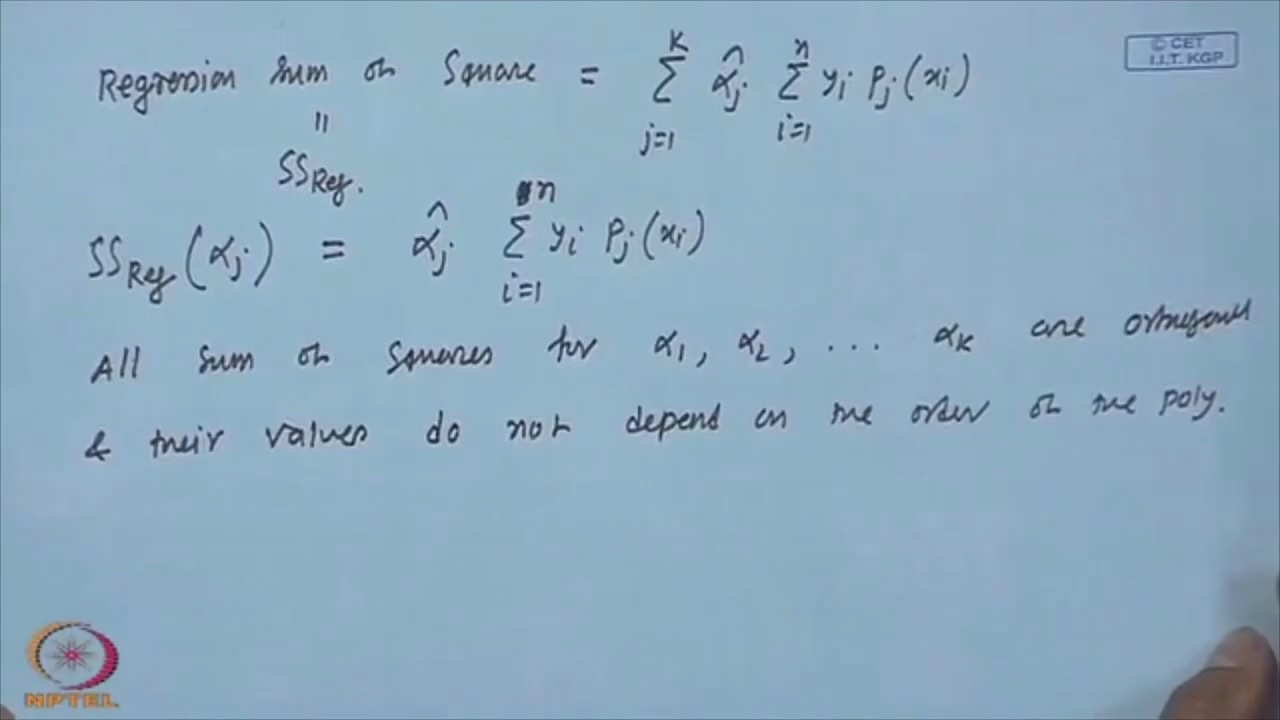 © CET
I.I.T. KGP
Regression Sum of Square = Σ_{j=1}^{K} α̂_j Σ_{i=1}^{n} y_i P_j(x_i)
=
SS_Reg.
SS_Reg(α_j) = α̂_j Σ_{i=1}^{n} y_i P_j(x_i)
All Sum of Squares for α_1, α_2, ... α_K are orthogonal
& their values do not depend on the order of the poly.
NPTEL